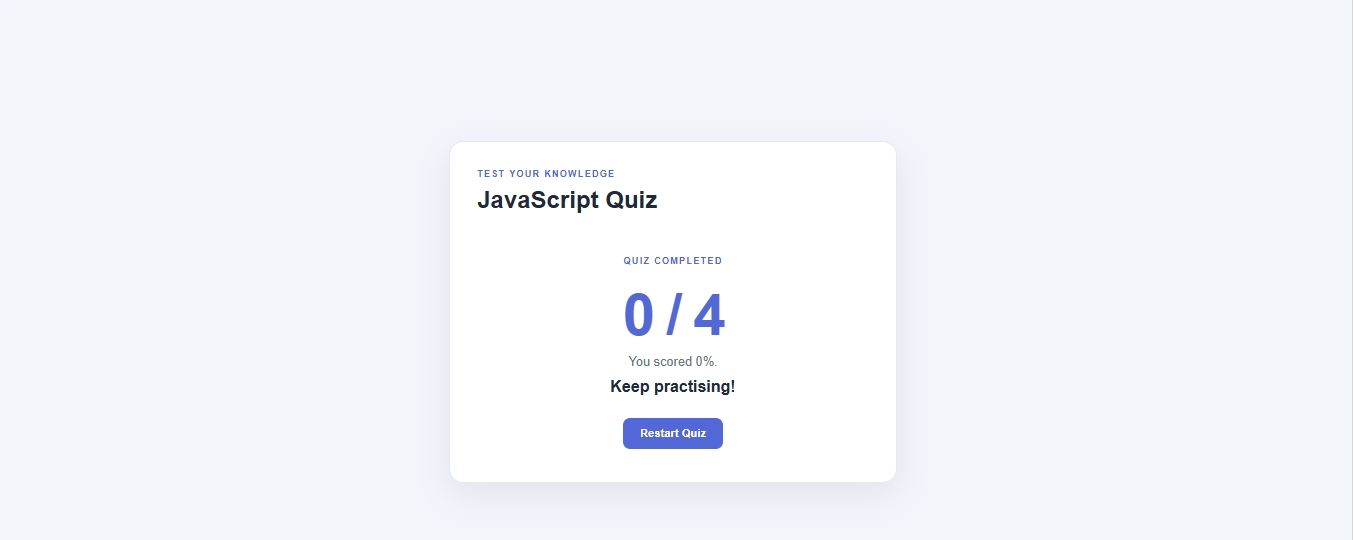 TEST YOUR KNOWLEDGE
JavaScript Quiz
QUIZ COMPLETED
0 / 4
You scored 0%.
Keep practising!
Restart Quiz